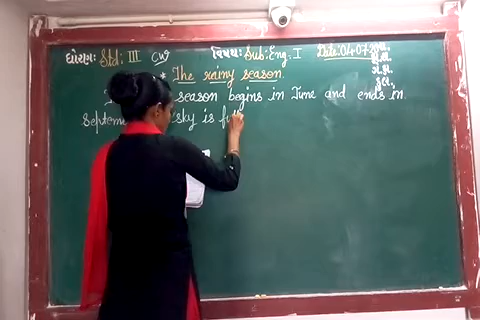 ધોરણ: Std: III CW વિષય: Sub: Eng. I Date: 04.07.
* The rainy season.
season begins in June and ends in
Septem sky is full